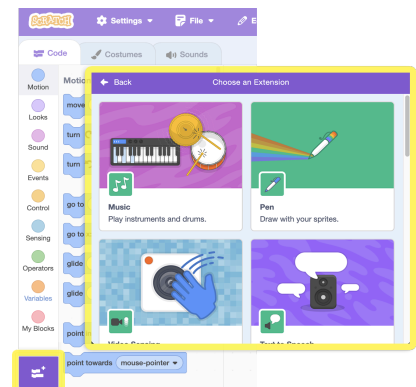 SCRATCH Settings File
Code Costumes Sounds
Motion
Looks
Sound
Events
Control
Sensing
Operators
Variables
My Blocks
move
turn
turn
go to
go to
glide
glide
point
point towards mouse-pointer
Back Choose an Extension
Music
Play instruments and drums.
Pen
Draw with your sprites.
Video Sensing
Text to Speech